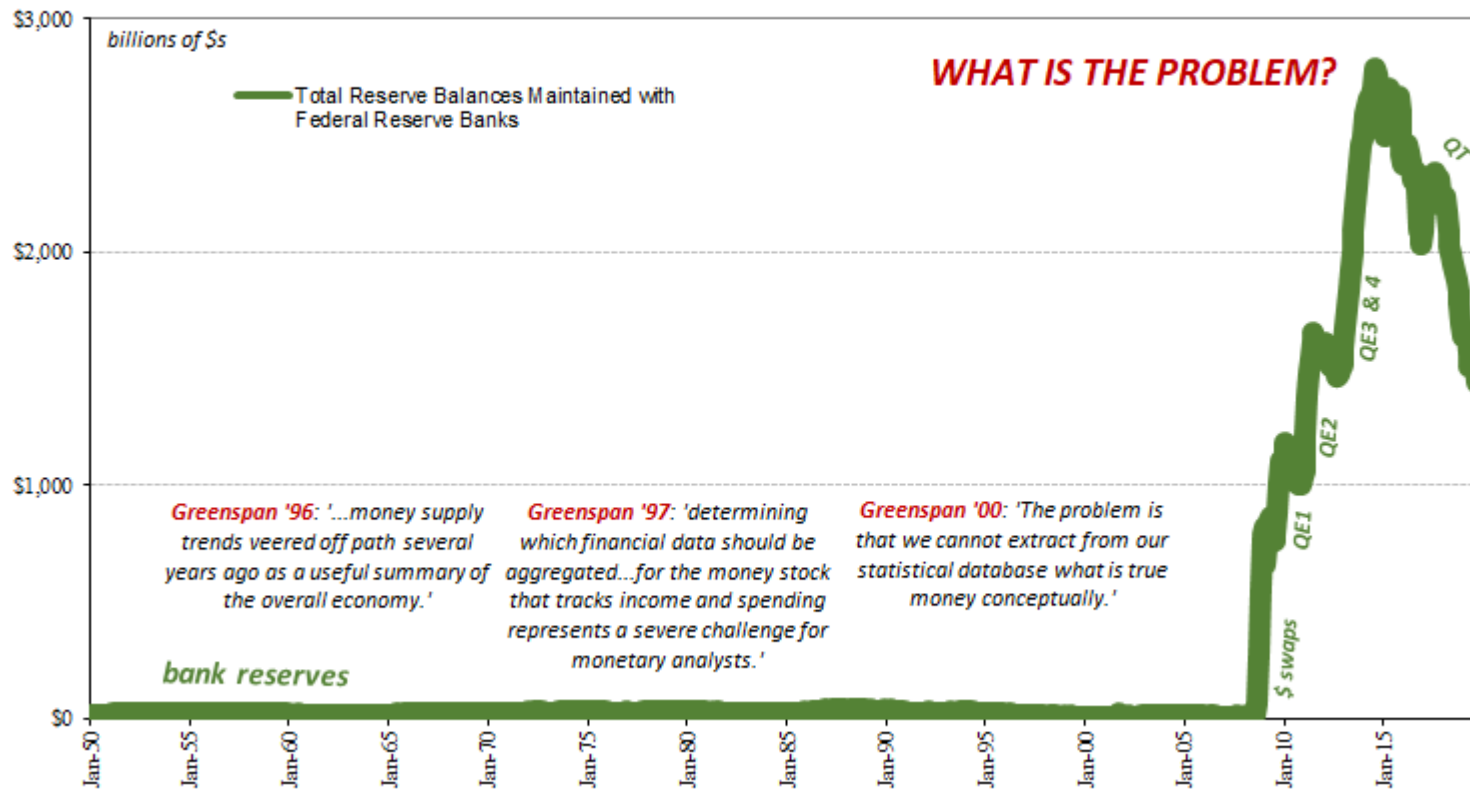 $3,000
billions of $s
WHAT IS THE PROBLEM?
Total Reserve Balances Maintained with
Federal Reserve Banks
QT
$2,000
QE3 & 4
QE2
$1,000
QE1
$ swaps
Greenspan '96: '...money supply
trends veered off path several
years ago as a useful summary of
the overall economy.'
Greenspan '97: 'determining
which financial data should be
aggregated...for the money stock
that tracks income and spending
represents a severe challenge for
monetary analysts.'
Greenspan '00: 'The problem is
that we cannot extract from our
statistical database what is true
money conceptually.'
bank reserves
$0
Jan-50
Jan-55
Jan-60
Jan-65
Jan-70
Jan-75
Jan-80
Jan-85
Jan-90
Jan-95
Jan-00
Jan-05
Jan-10
Jan-15